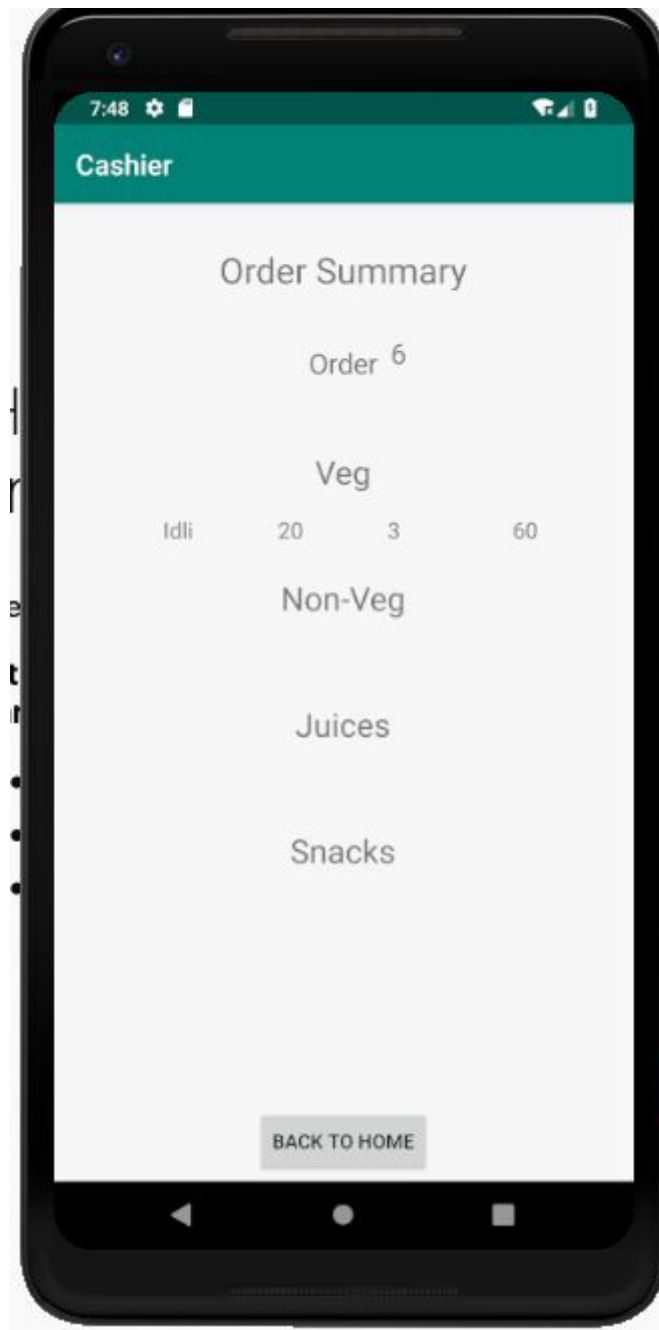 7:48
Cashier
Order Summary
Order 6
Veg
Idli 20 3 60
Non-Veg
Juices
Snacks
BACK TO HOME